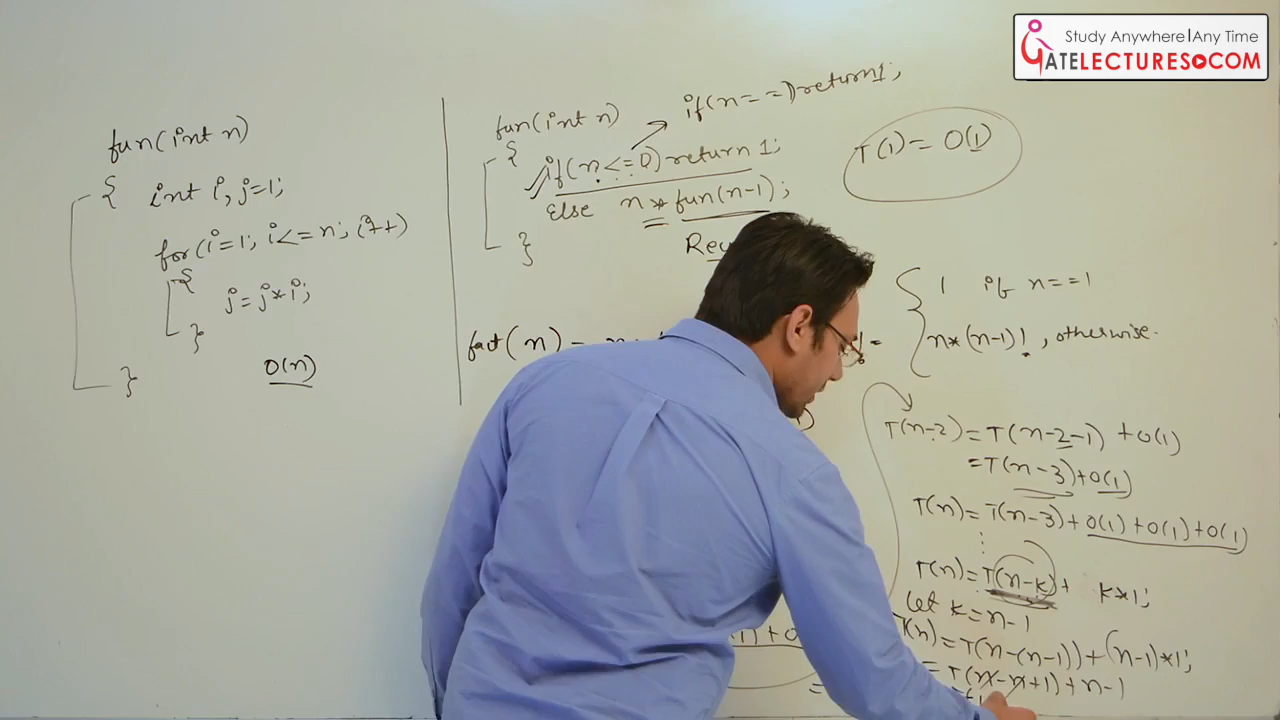 Study Anywhere|Any Time
GATELECTURES.COM
fun(int n)
{ int i, j=1;
for(i=1; i<=n; i++)
{
j=j*i;
}
}
O(n)
fun(int n)
if(n==1)return1;
{
if(n<=0)return 1;
Else n*fun(n-1);
}
T(1) = O(1)
fact(n) =
! =
{ 1 if n==1
n*(n-1)!, otherwise.
T(n-2) = T(n-2-1) + O(1)
= T(n-3)+O(1)
T(n) = T(n-3) + O(1) + O(1) + O(1)
T(n) = T(n-k) + k*1;
let k = n-1
T(n) = T(n-(n-1)) + (n-1)*1;
= T(n-n+1) + n-1